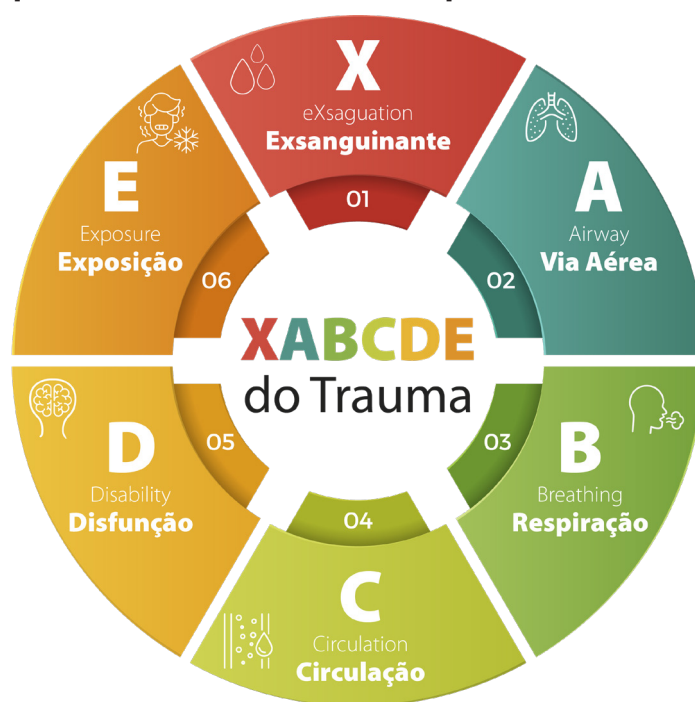 X
eXsaguation
Exsanguinante
01
A
Airway
Via Aérea
02
B
Breathing
Respiração
03
C
Circulation
Circulação
04
D
Disability
Disfunção
05
E
Exposure
Exposição
06
XABCDE
do Trauma